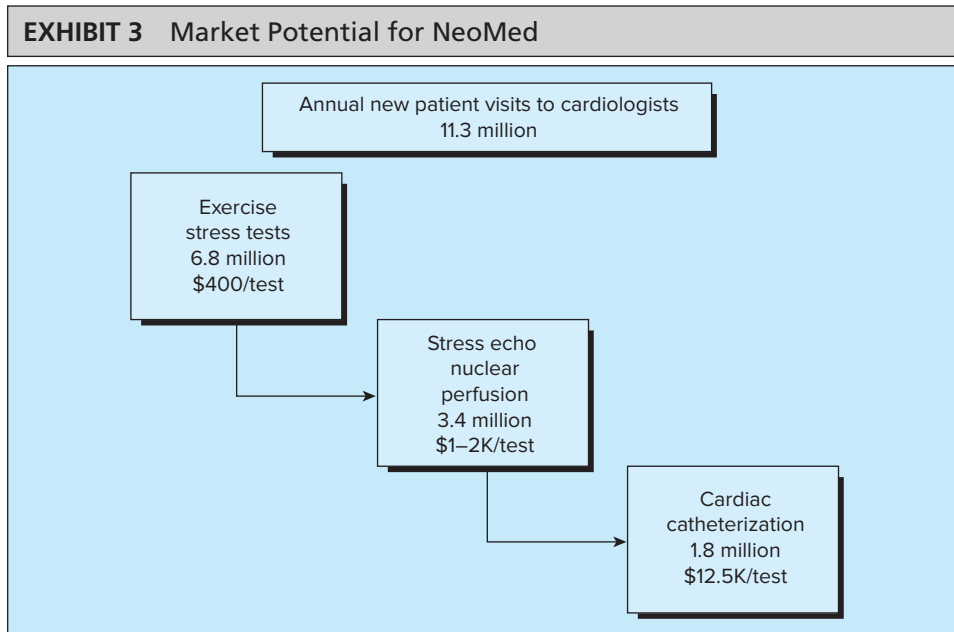 EXHIBIT 3 Market Potential for NeoMed
Annual new patient visits to cardiologists
11.3 million
Exercise
stress tests
6.8 million
$400/test
Stress echo
nuclear
perfusion
3.4 million
$1–2K/test
Cardiac
catheterization
1.8 million
$12.5K/test